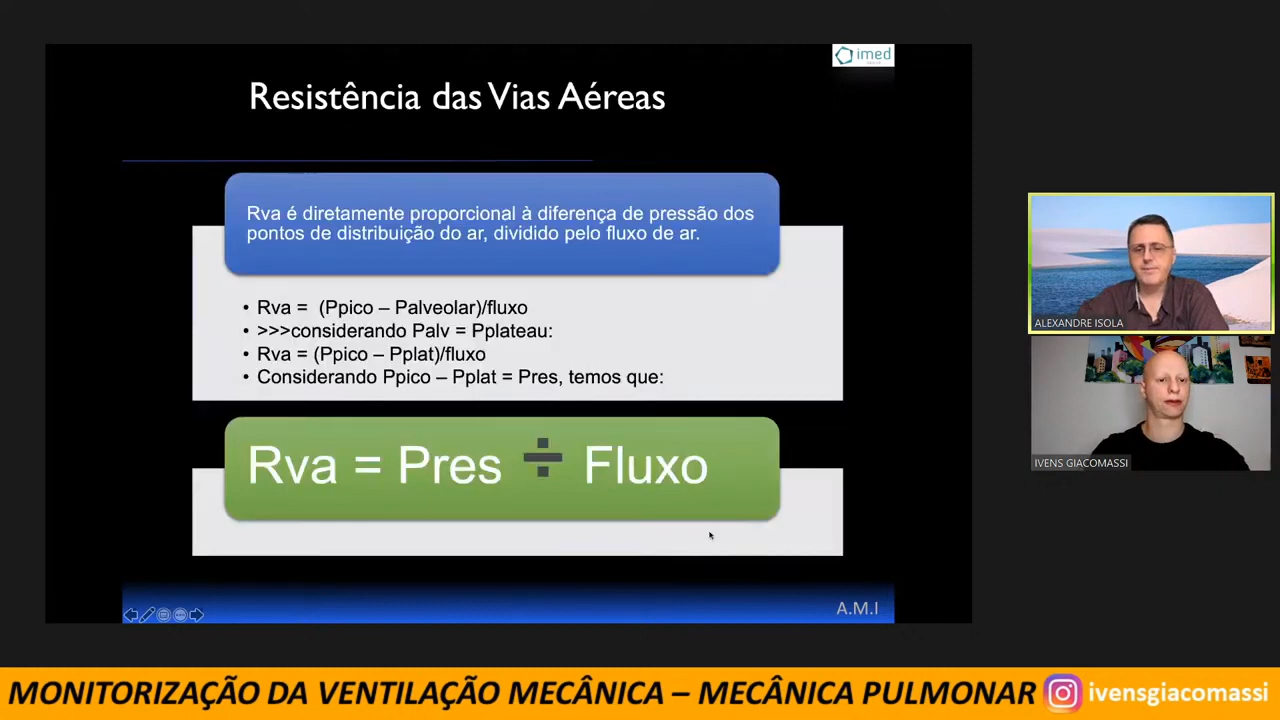 imed
Resistência das Vias Aéreas
Rva é diretamente proporcional à diferença de pressão dos
pontos de distribuição do ar, dividido pelo fluxo de ar.
• Rva = (Ppico – Palveolar)/fluxo
• >>>considerando Palv = Pplateau:
• Rva = (Ppico – Pplat)/fluxo
• Considerando Ppico – Pplat = Pres, temos que:
Rva = Pres ÷ Fluxo
A.M.I
ALEXANDRE ISOLA
IVENS GIACOMASSI
MONITORIZAÇÃO DA VENTILAÇÃO MECÂNICA – MECÂNICA PULMONAR ivensgiacomassi